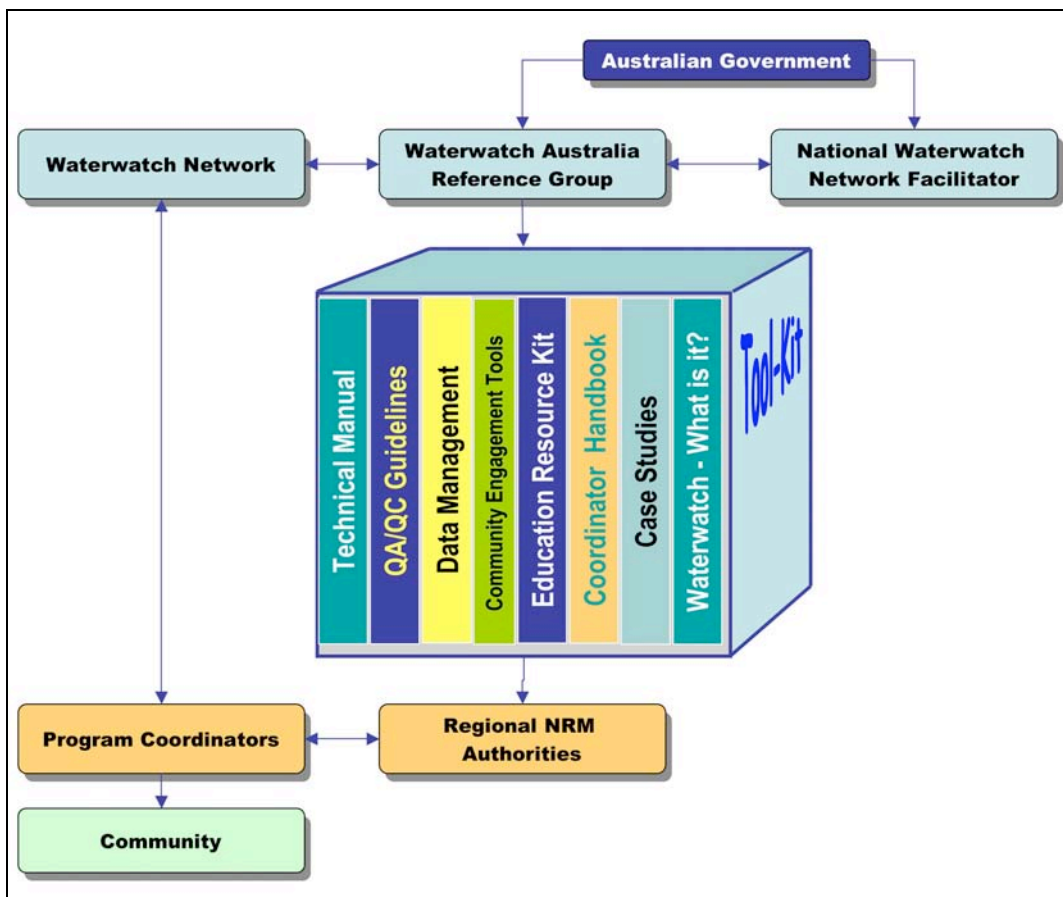 Australian Government
Waterwatch Network
Waterwatch Australia
Reference Group
National Waterwatch
Network Facilitator
Technical Manual
QA/QC Guidelines
Data Management
Community Engagement Tools
Education Resource Kit
Coordinator Handbook
Case Studies
Waterwatch - What is it?
Tool-Kit
Program Coordinators
Regional NRM
Authorities
Community